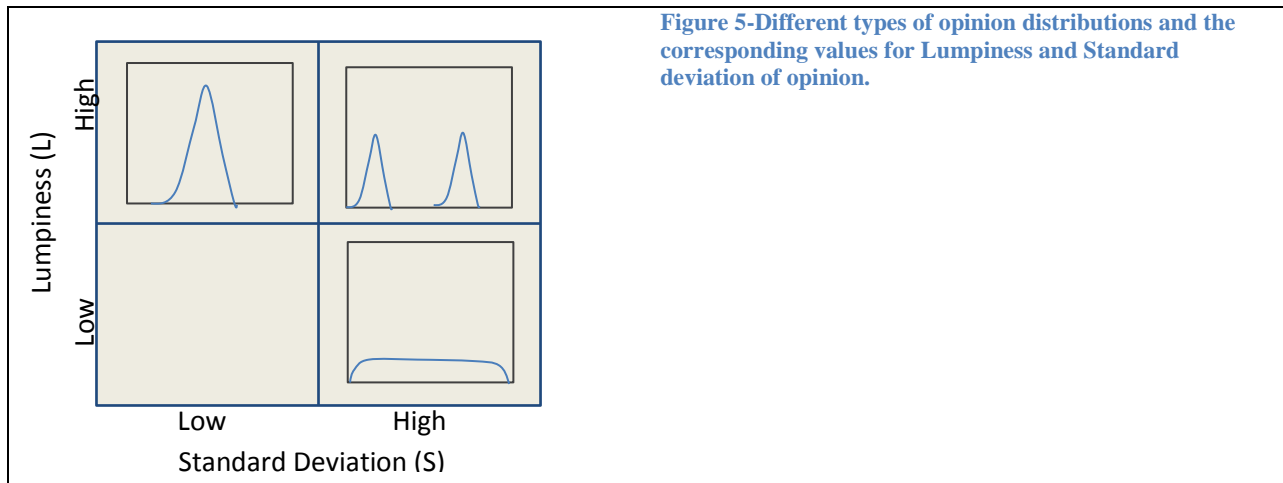 Figure 5-Different types of opinion distributions and the
corresponding values for Lumpiness and Standard
deviation of opinion.
Lumpiness (L)
High
Low
Low
High
Standard Deviation (S)